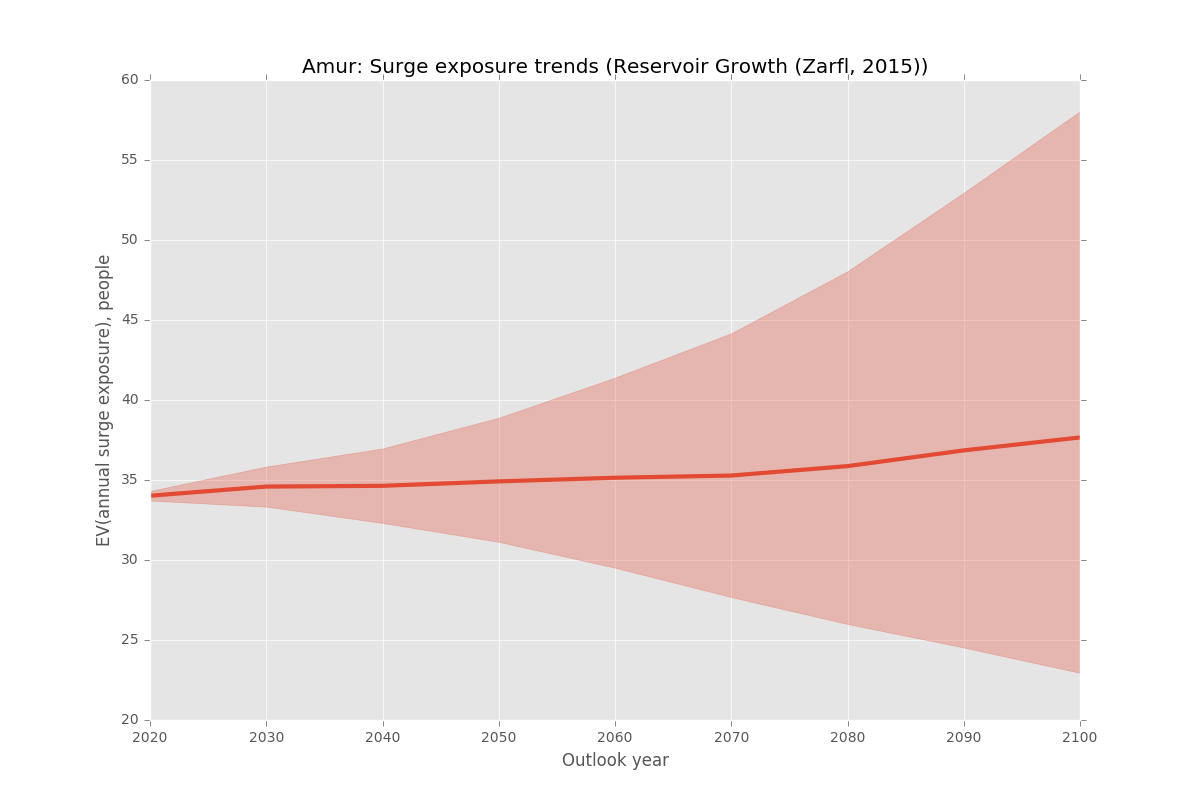 Amur: Surge exposure trends (Reservoir Growth (Zarfl, 2015))
EV(annual surge exposure), people
60
55
50
45
40
35
30
25
20
2020 2030 2040 2050 2060 2070 2080 2090 2100
Outlook year